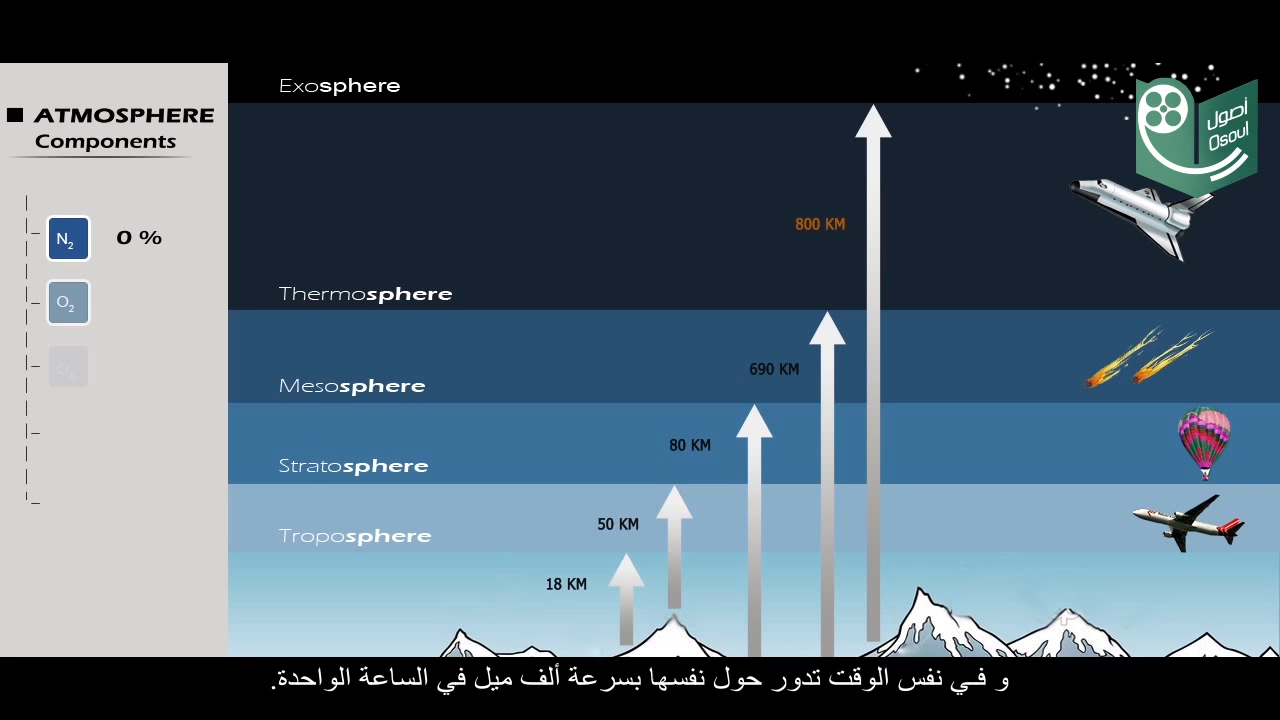 Exosphere
ATMOSPHERE
Components
أصول
Osoul
N2
0 %
800 KM
O2
Thermosphere
690 KM
Mesosphere
80 KM
Stratosphere
50 KM
Troposphere
18 KM
و في نفس الوقت تدور حول نفسها بسرعة ألف ميل في الساعة الواحدة.